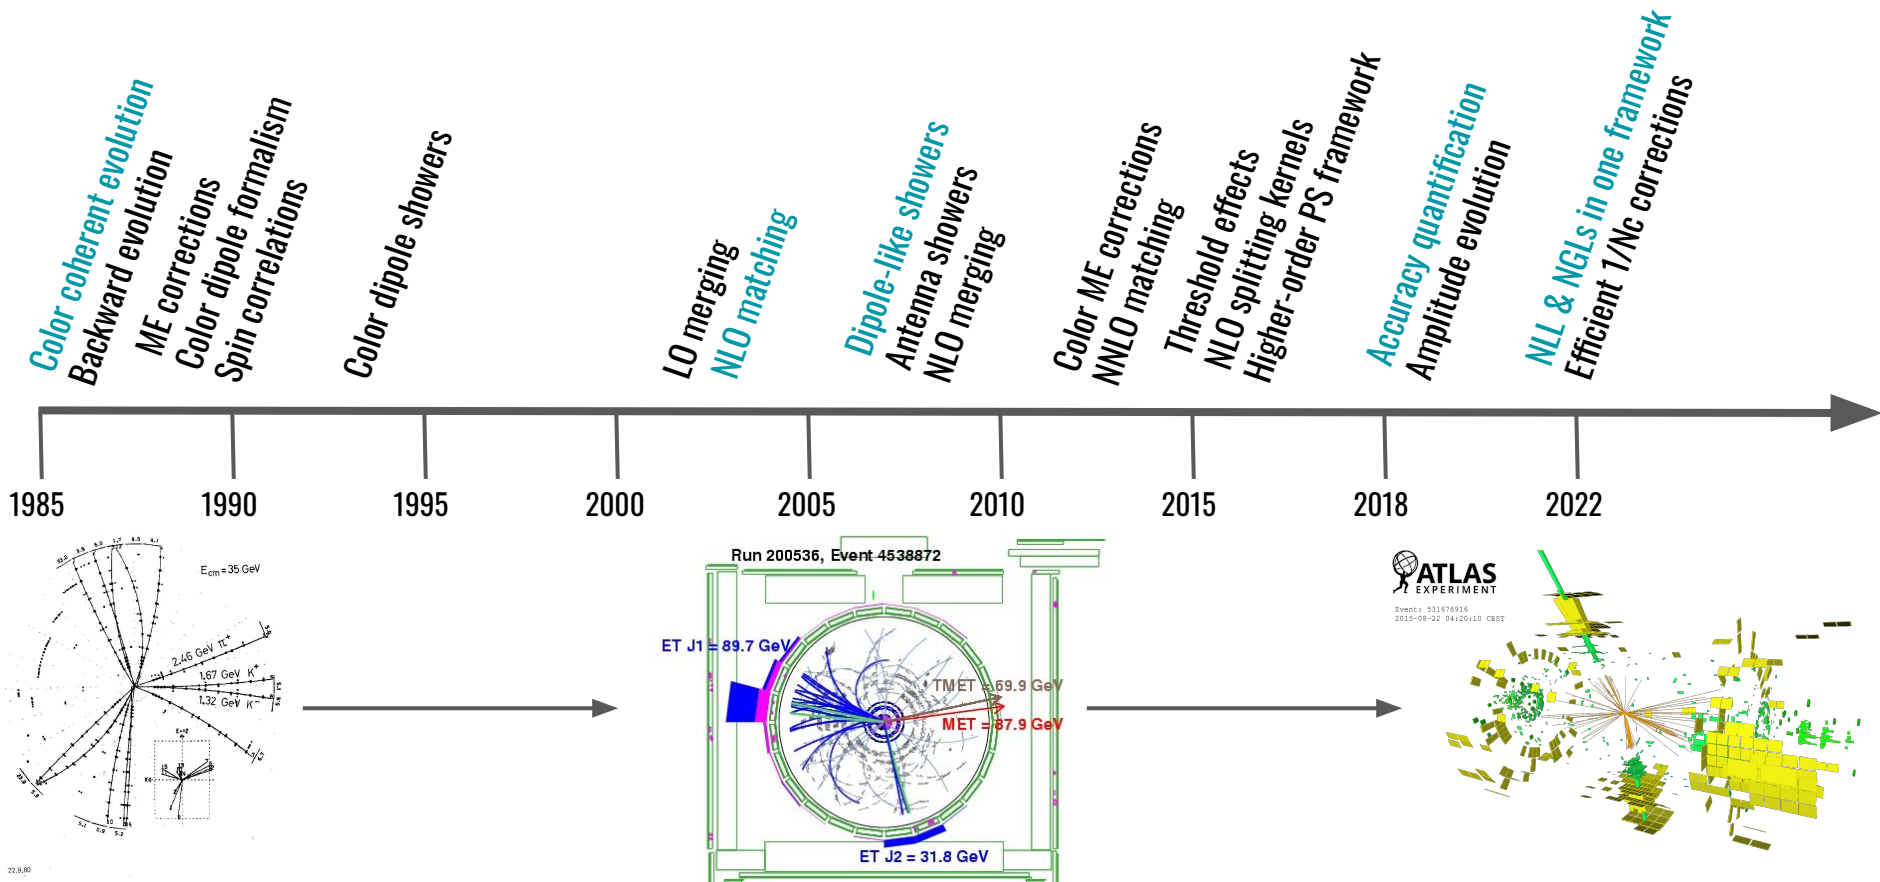 Color coherent evolution
Backward evolution
ME corrections
Color dipole formalism
Spin correlations
Color dipole showers
LO merging
NLO matching
Dipole-like showers
Antenna showers
NLO merging
Color ME corrections
NNLO matching
Threshold effects
NLO splitting kernels
Higher-order PS framework
Accuracy quantification
Amplitude evolution
NLL & NGLs in one framework
Efficient 1/Nc corrections
1985
1990
1995
2000
2005
2010
2015
2018
2022
Ecm=35 GeV
2.46 GeV π+
1.67 GeV K+
1.32 GeV K-
22.9.80
Run 200536, Event 4538872
ET J1 = 89.7 GeV
TMET = 69.9 GeV
MET = 87.9 GeV
ET J2 = 31.8 GeV
ATLAS
EXPERIMENT
Event: 531676916
2015-08-22 04:20:10 CEST